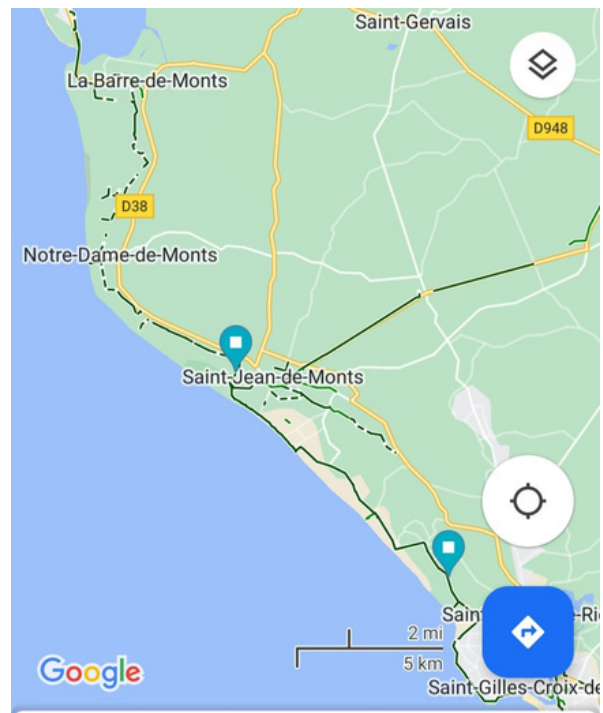 Saint-Gervais
La-Barre-de-Monts
D948
D38
Notre-Dame-de-Monts
Saint-Jean-de-Monts
2 mi
5 km
Google
Saint-Gilles-Croix-de